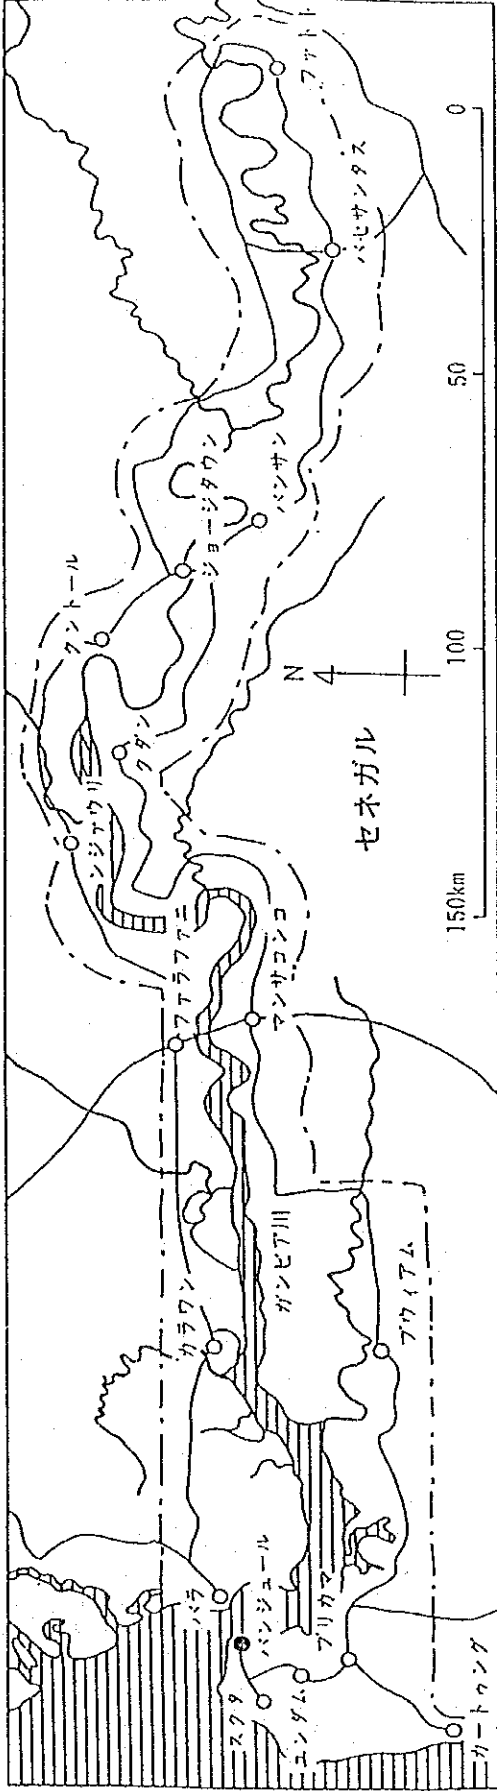 バラ
バンジュール
スクタ
ユンダム
ブリカマ
カートゥング
カラワン
ガンビア川
ブウィアム
ファラフェニ
マンサコンコ
ンジャウリ
クダン
クントール
ジョージタウン
バンサン
バセサンタス
ファトト
セネガル
N
150km
100
50
0